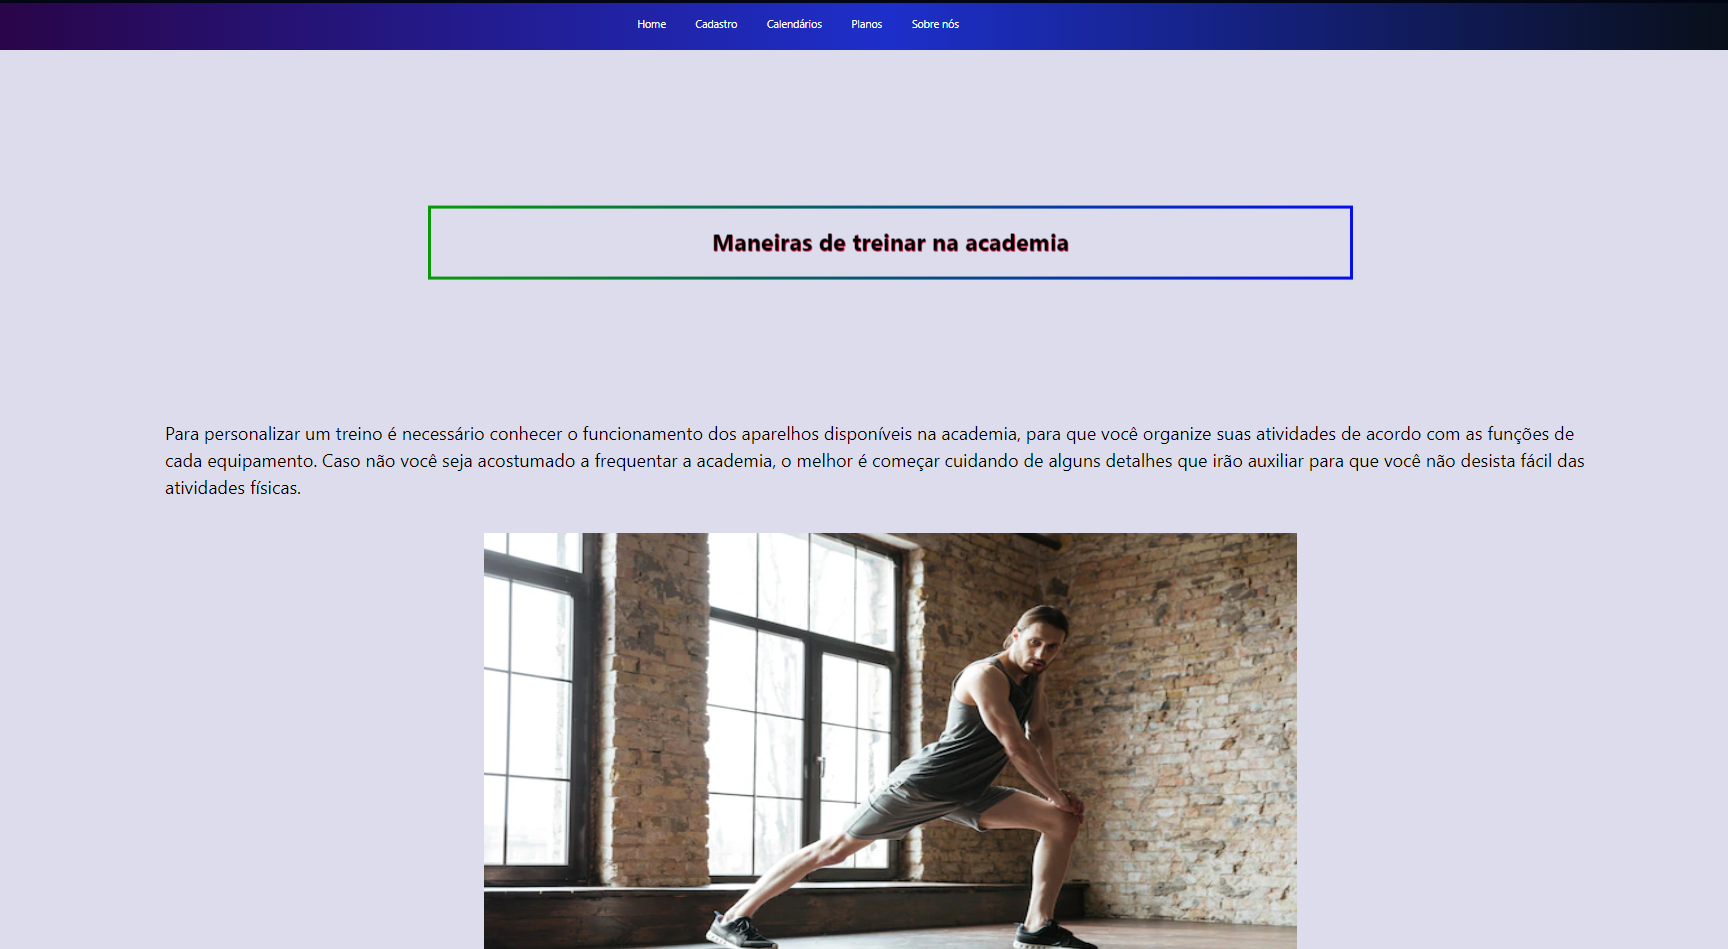 Home Cadastro Calendários Planos Sobre nós
Maneiras de treinar na academia
Para personalizar um treino é necessário conhecer o funcionamento dos aparelhos disponíveis na academia, para que você organize suas atividades de acordo com as funções de
cada equipamento. Caso não você seja acostumado a frequentar a academia, o melhor é começar cuidando de alguns detalhes que irão auxiliar para que você não desista fácil das
atividades físicas.